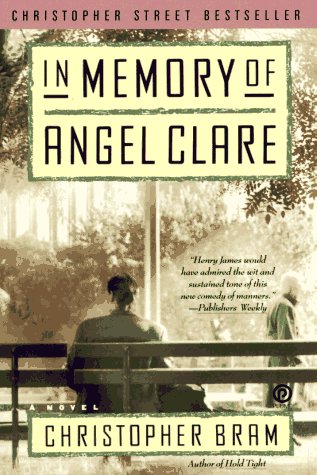 CHRISTOPHER STREET BESTSELLER
IN MEMORY OF
ANGEL CLARE
"Henry James would
have admired the wit and
sustained tone of this
new comedy of manners."
—Publishers Weekly
A NOVEL
CHRISTOPHER BRAM
Author of Hold Tight